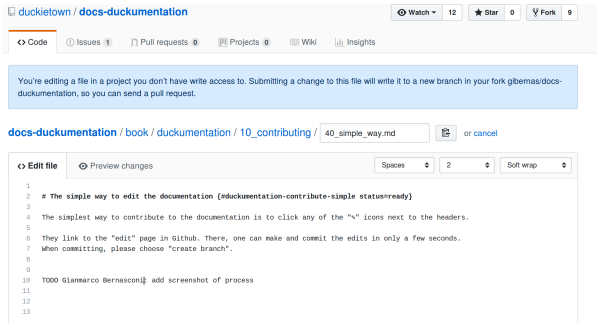 duckietown / docs-duckumentation
Watch 12 Star 0 Fork 9
Code Issues 1 Pull requests 0 Projects 0 Wiki Insights
You're editing a file in a project you don't have write access to. Submitting a change to this file will write it to a new branch in your fork gibernas/docs-
duckumentation, so you can send a pull request.
docs-duckumentation / book / duckumentation / 10_contributing / 40_simple_way.md or cancel
Edit file Preview changes Spaces 2 Soft wrap
1
2 # The simple way to edit the documentation {#duckumentation-contribute-simple status=ready}
3
4 The simplest way to contribute to the documentation is to click any of the "✎" icons next to the headers.
5
6 They link to the "edit" page in Github. There, one can make and commit the edits in only a few seconds.
7 When committing, please choose "create branch".
8
9
10 TODO Gianmarco Bernasconi: add screenshot of process
11
12
13